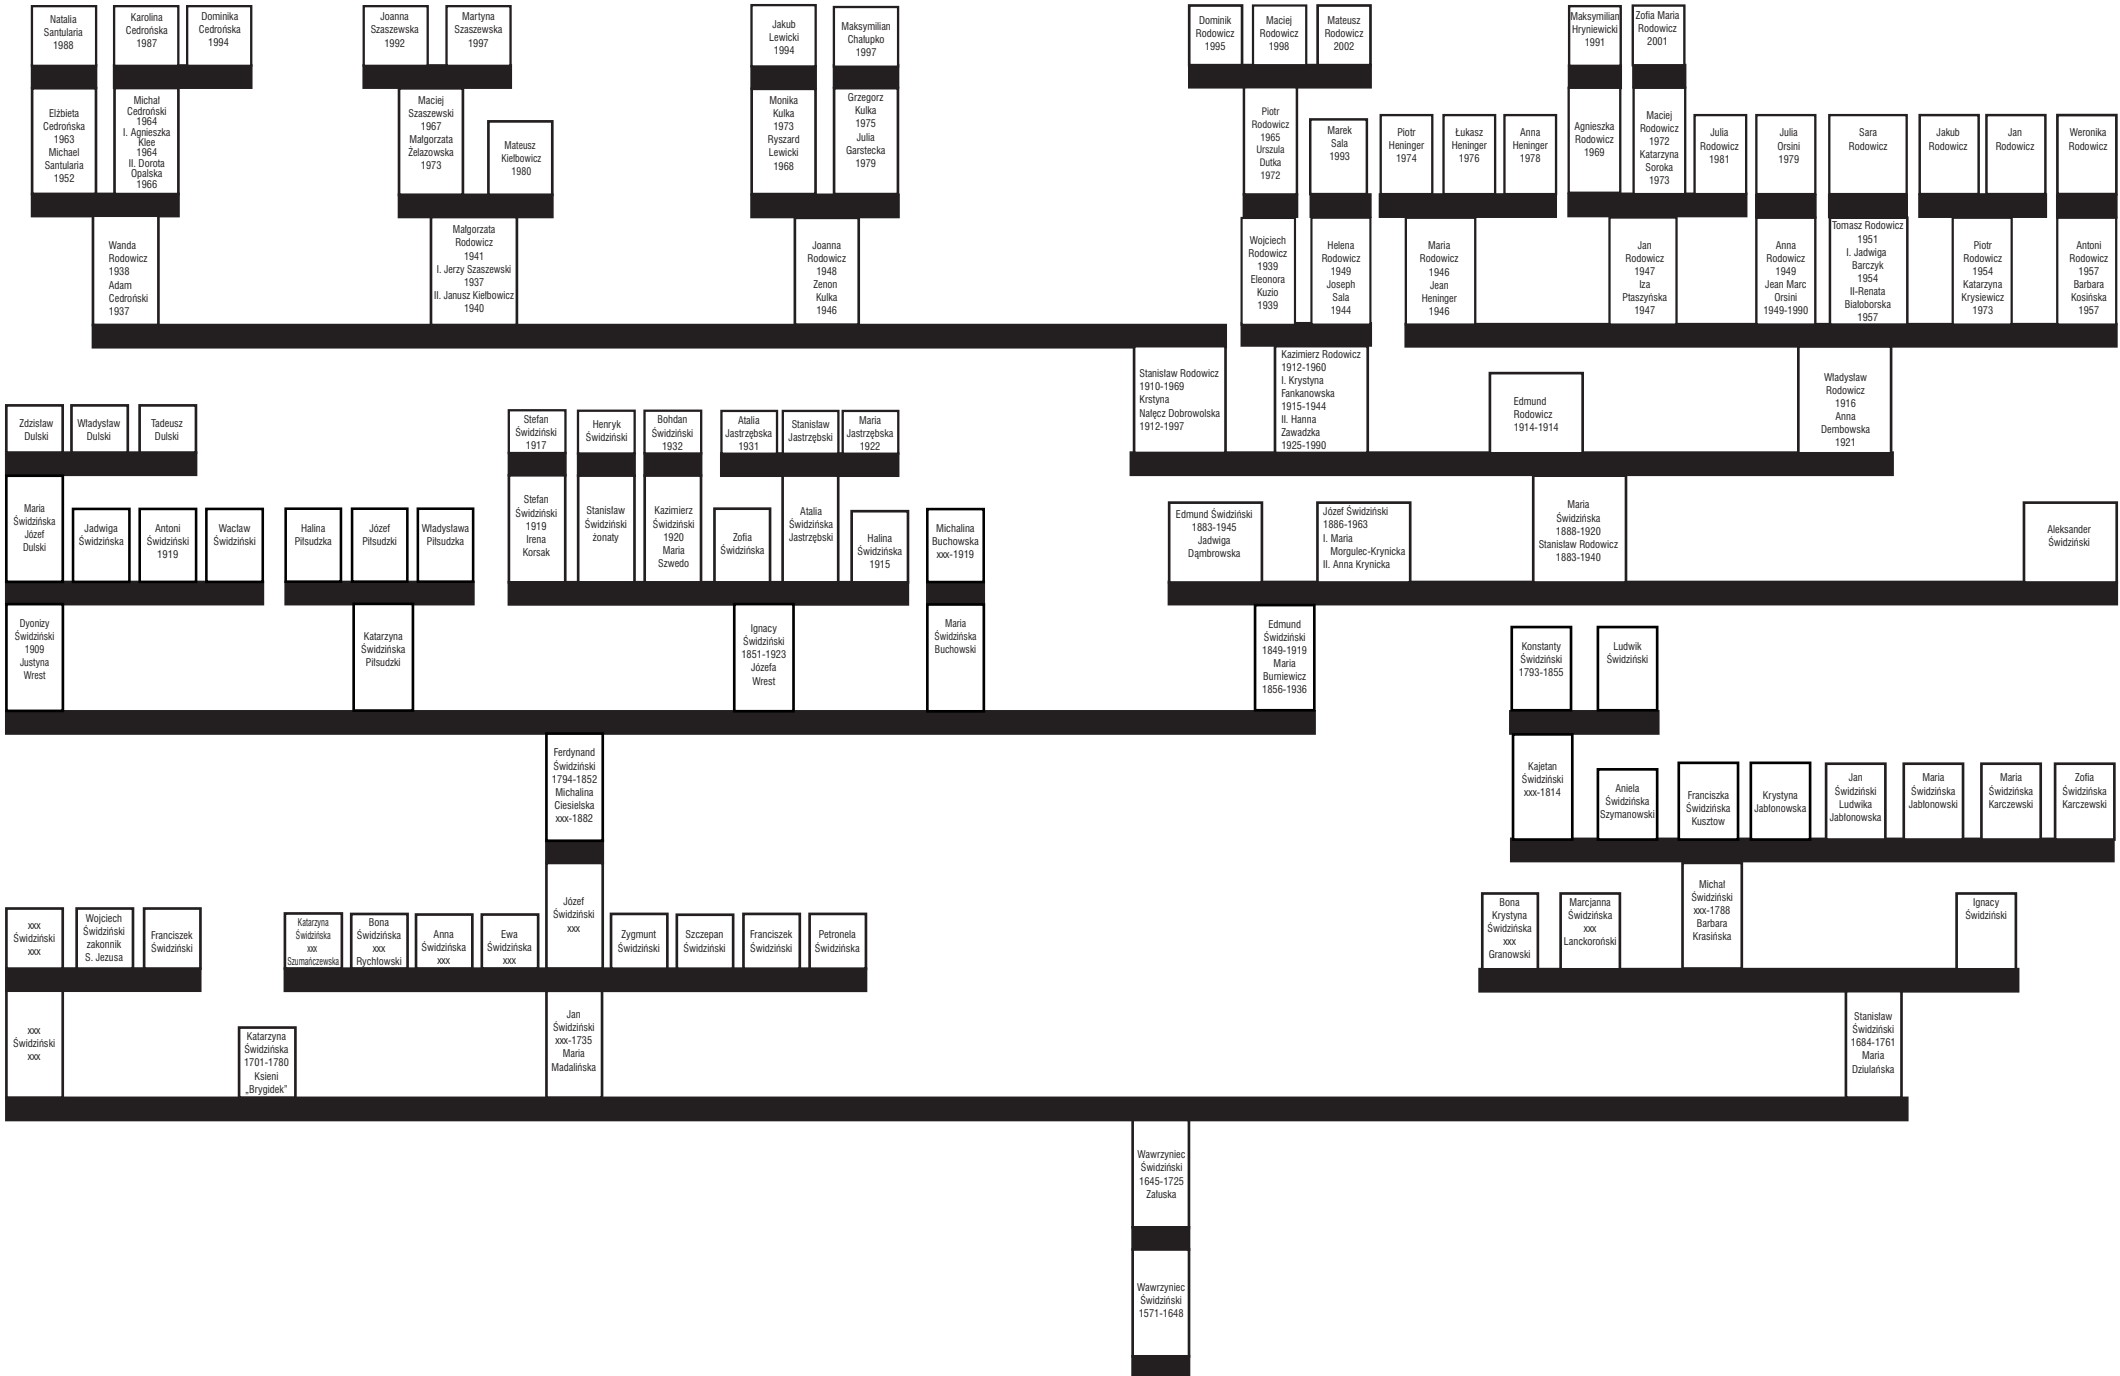 Natalia
Santularia
1988
Karolina
Cedrońska
1987
Dominika
Cedrońska
1994
Joanna
Szaszewska
1992
Martyna
Szaszewska
1997
Jakub
Lewicki
1994
Maksymilian
Chałupko
1997
Dominik
Rodowicz
1995
Maciej
Rodowicz
1998
Mateusz
Rodowicz
2002
Maksymilian
Hryniewicki
1991
Zofia Maria
Rodowicz
2001
Elżbieta
Cedrońska
1963
Michael
Santularia
1952
Michał
Cedroński
1964
I. Agnieszka
Klee
1964
II. Dorota
Opalska
1966
Maciej
Szaszewski
1967
Małgorzata
Żelazowska
1973
Mateusz
Kiełbowicz
1980
Monika
Kulka
1973
Ryszard
Lewicki
1968
Grzegorz
Kulka
1975
Julia
Garstecka
1979
Piotr
Rodowicz
1965
Urszula
Dutka
1972
Marek
Sala
1993
Piotr
Heninger
1974
Łukasz
Heninger
1976
Anna
Heninger
1978
Agnieszka
Rodowicz
1969
Maciej
Rodowicz
1972
Katarzyna
Soroka
1973
Julia
Rodowicz
1981
Julia
Orsini
1979
Sara
Rodowicz
Jakub
Rodowicz
Jan
Rodowicz
Weronika
Rodowicz
Wanda
Rodowicz
1938
Adam
Cedroński
1937
Małgorzata
Rodowicz
1941
I. Jerzy Szaszewski
1937
II. Janusz Kiełbowicz
1940
Joanna
Rodowicz
1948
Zenon
Kulka
1946
Wojciech
Rodowicz
1939
Eleonora
Kuzio
1939
Helena
Rodowicz
1949
Joseph
Sala
1944
Maria
Rodowicz
1946
Jean
Heninger
1946
Jan
Rodowicz
1947
Iza
Ptaszyńska
1947
Anna
Rodowicz
1949
Jean Marc
Orsini
1949-1990
Tomasz Rodowicz
1951
I. Jadwiga
Barczyk
1954
II-Renata
Białoborska
1957
Piotr
Rodowicz
1954
Katarzyna
Krysiewicz
1973
Antoni
Rodowicz
1957
Barbara
Kosińska
1957
Stanisław Rodowicz
1910-1969
Krstyna
Nałęcz Dobrowolska
1912-1997
Kazimierz Rodowicz
1912-1960
I. Krystyna
Fankanowska
1915-1944
II. Hanna
Zawadzka
1925-1990
Edmund
Rodowicz
1914-1914
Władysław
Rodowicz
1916
Anna
Dembowska
1921
Zdzisław
Dulski
Władysław
Dulski
Tadeusz
Dulski
Stefan
Świdziński
1917
Henryk
Świdziński
Bohdan
Świdziński
1932
Atalia
Jastrzębska
1931
Stanisław
Jastrzębski
Maria
Jastrzębska
1922
Maria
Świdzińska
Józef
Dulski
Jadwiga
Świdzińska
Antoni
Świdziński
1919
Wacław
Świdziński
Halina
Piłsudzka
Józef
Piłsudzki
Władysława
Piłsudzka
Stefan
Świdziński
1919
Irena
Korsak
Stanisław
Świdziński
żonaty
Kazimierz
Świdziński
1920
Maria
Szwedo
Zofia
Świdzińska
Atalia
Świdzińska
Jastrzębski
Halina
Świdzińska
1915
Michalina
Buchowska
xxx-1919
Edmund Świdziński
1883-1945
Jadwiga
Dąmbrowska
Józef Świdziński
1886-1963
I. Maria
Morgulec-Krynicka
II. Anna Krynicka
Maria
Świdzińska
1888-1920
Stanisław Rodowicz
1883-1940
Aleksander
Świdziński
Dyonizy
Świdziński
1909
Justyna
Wrest
Katarzyna
Świdzińska
Piłsudzki
Ignacy
Świdziński
1851-1923
Józefa
Wrest
Maria
Świdzińska
Buchowski
Edmund
Świdziński
1849-1919
Maria
Burniewicz
1856-1936
Konstanty
Świdziński
1793-1855
Ludwik
Świdziński
Ferdynand
Świdziński
1794-1852
Michalina
Ciesielska
xxx-1882
Kajetan
Świdziński
xxx-1814
Aniela
Świdzińska
Szymanowski
Franciszka
Świdzińska
Kusztow
Krystyna
Jabłonowska
Jan
Świdziński
Ludwika
Jabłonowska
Maria
Świdzińska
Jabłonowski
Maria
Świdzińska
Karczewski
Zofia
Świdzińska
Karczewski
xxx
Świdziński
xxx
Wojciech
Świdziński
zakonnik
S. Jezusa
Franciszek
Świdziński
Katarzyna
Świdzińska
xxx
Szumańczewska
Bona
Świdzińska
xxx
Rychłowski
Anna
Świdzińska
xxx
Ewa
Świdzińska
xxx
Józef
Świdziński
xxx
Zygmunt
Świdziński
Szczepan
Świdziński
Franciszek
Świdziński
Petronela
Świdzińska
Bona
Krystyna
Świdzińska
xxx
Granowski
Marcjanna
Świdzińska
xxx
Lanckoroński
Michał
Świdziński
xxx-1788
Barbara
Krasińska
Ignacy
Świdziński
xxx
Świdziński
xxx
Katarzyna
Świdzińska
1701-1780
Ksieni
„Brygidek"
Jan
Świdziński
xxx-1735
Maria
Madalińska
Stanisław
Świdziński
1684-1761
Maria
Dziulańska
Wawrzyniec
Świdziński
1645-1725
Załuska
Wawrzyniec
Świdziński
1571-1648